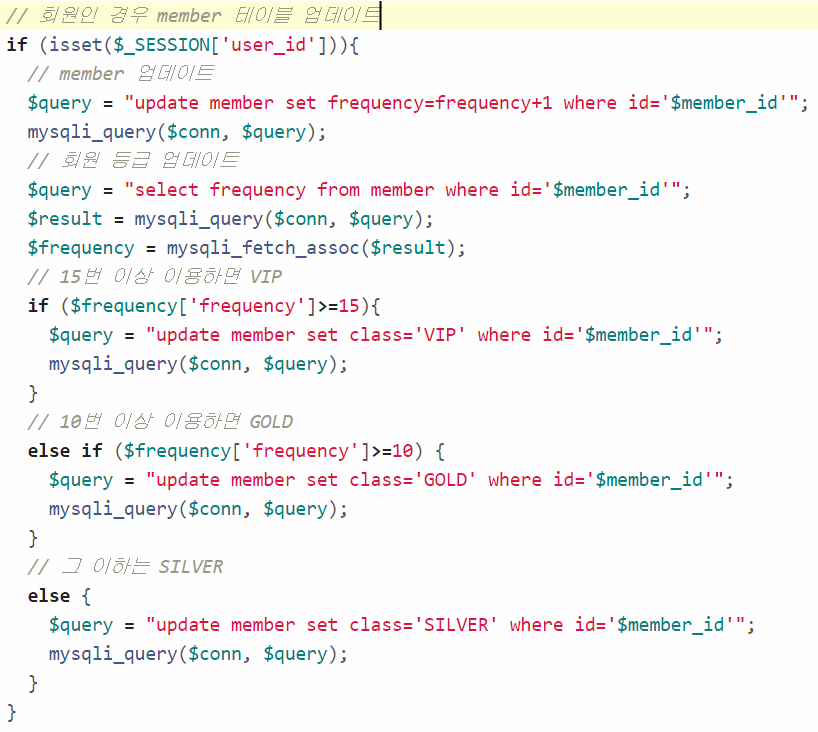 // 회원인 경우 member 테이블 업데이트
if (isset($_SESSION['user_id'])){
  // member 업데이트
  $query = "update member set frequency=frequency+1 where id='$member_id'";
  mysqli_query($conn, $query);
  // 회원 등급 업데이트
  $query = "select frequency from member where id='$member_id'";
  $result = mysqli_query($conn, $query);
  $frequency = mysqli_fetch_assoc($result);
  // 15번 이상 이용하면 VIP
  if ($frequency['frequency']>=15){
    $query = "update member set class='VIP' where id='$member_id'";
    mysqli_query($conn, $query);
  }
  // 10번 이상 이용하면 GOLD
  else if ($frequency['frequency']>=10) {
    $query = "update member set class='GOLD' where id='$member_id'";
    mysqli_query($conn, $query);
  }
  // 그 이하는 SILVER
  else {
    $query = "update member set class='SILVER' where id='$member_id'";
    mysqli_query($conn, $query);
  }
}